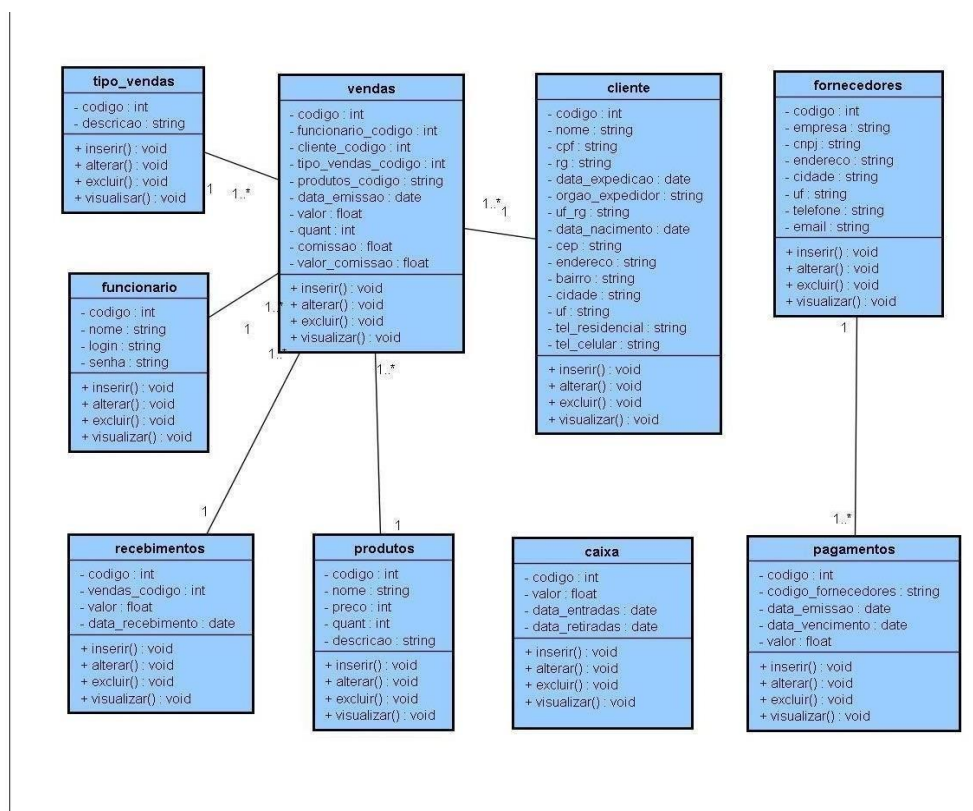 tipo_vendas
- codigo : int
- descricao : string
+ inserir() : void
+ alterar() : void
+ excluir() : void
+ visualisar() : void
1
1..*
vendas
- codigo : int
- funcionario_codigo : int
- cliente_codigo : int
- tipo_vendas_codigo : int
- produtos_codigo : string
- data_emissao : date
- valor : float
- quant : int
- comissao : float
- valor_comissao : float
+ inserir() : void
+ alterar() : void
+ excluir() : void
+ visualizar() : void
1..*
1
cliente
- codigo : int
- nome : string
- cpf : string
- rg : string
- data_expedicao : date
- orgao_expedidor : string
- uf_rg : string
- data_nacimento : date
- cep : string
- endereco : string
- bairro : string
- cidade : string
- uf : string
- tel_residencial : string
- tel_celular : string
+ inserir() : void
+ alterar() : void
+ excluir() : void
+ visualizar() : void
fornecedores
- codigo : int
- empresa : string
- cnpj : string
- endereco : string
- cidade : string
- uf : string
- telefone : string
- email : string
+ inserir() : void
+ alterar() : void
+ excluir() : void
+ visualizar() : void
1
1..*
funcionario
- codigo : int
- nome : string
- login : string
- senha : string
+ inserir() : void
+ alterar() : void
+ excluir() : void
+ visualizar() : void
1..*
1
1..*
1
1..*
1
recebimentos
- codigo : int
- vendas_codigo : int
- valor : float
- data_recebimento : date
+ inserir() : void
+ alterar() : void
+ excluir() : void
+ visualizar() : void
produtos
- codigo : int
- nome : string
- preco : int
- quant : int
- descricao : string
+ inserir() : void
+ alterar() : void
+ excluir() : void
+ visualizar() : void
caixa
- codigo : int
- valor : float
- data_entradas : date
- data_retiradas : date
+ inserir() : void
+ alterar() : void
+ excluir() : void
+ visualizar() : void
pagamentos
- codigo : int
- codigo_fornecedores : string
- data_emissao : date
- data_vencimento : date
- valor : float
+ inserir() : void
+ alterar() : void
+ excluir() : void
+ visualizar() : void